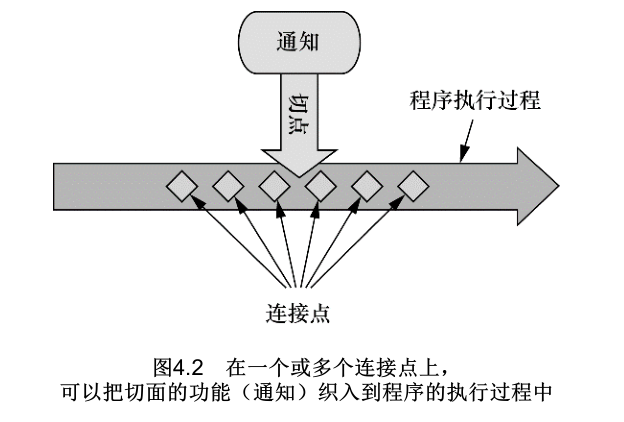 通知
切点
程序执行过程
连接点
图4.2 在一个或多个连接点上，
可以把切面的功能（通知）织入到程序的执行过程中